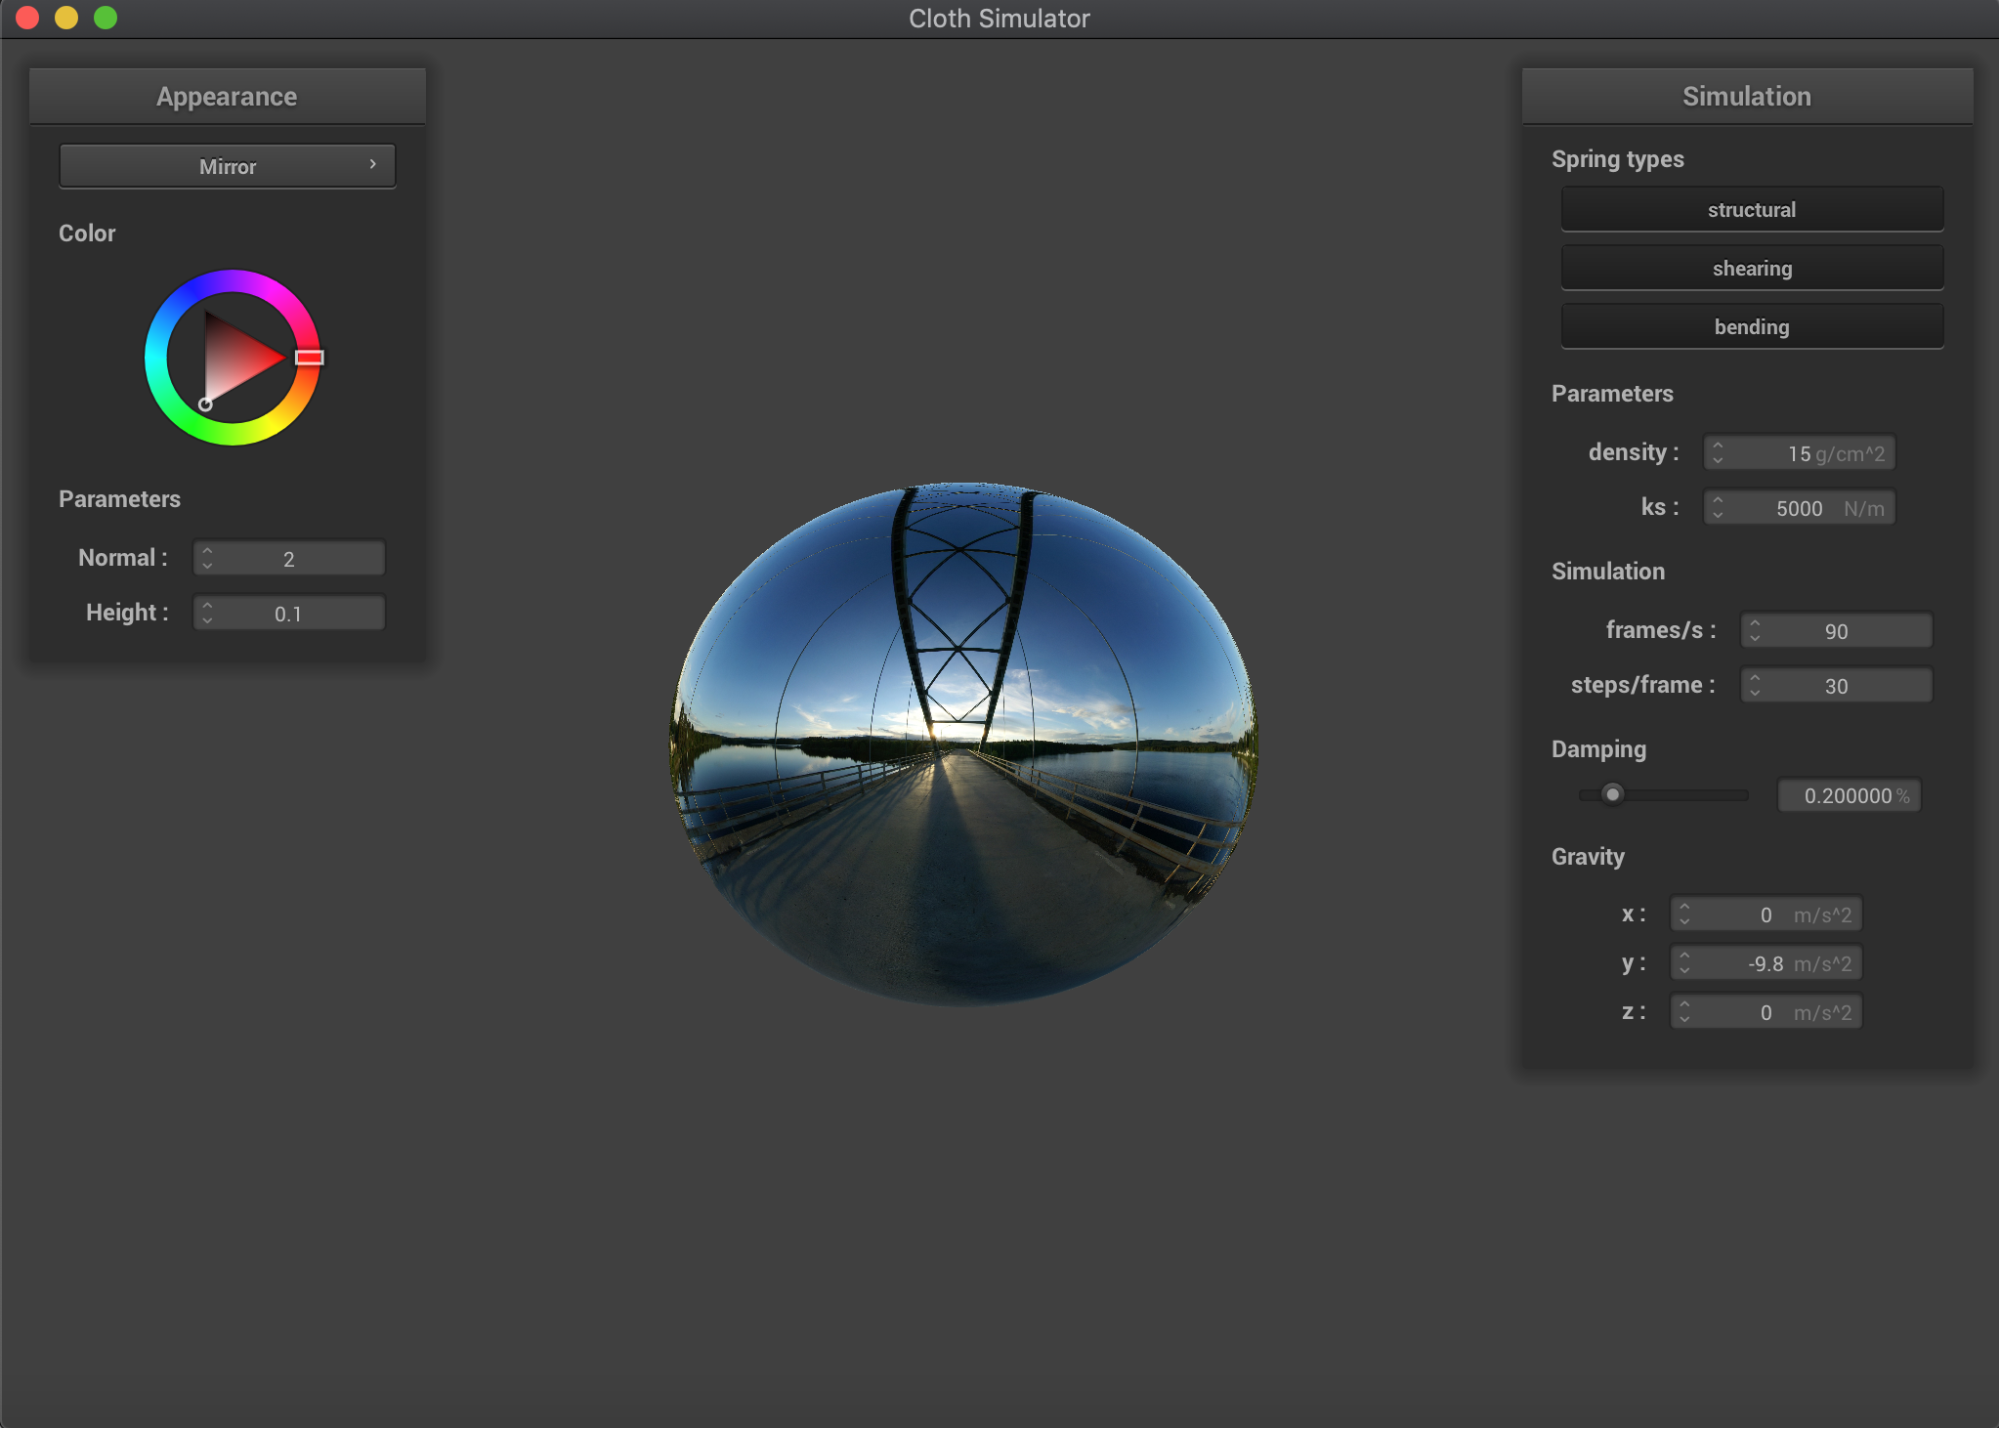 Cloth Simulator
Appearance
Mirror
Color
Parameters
Normal : 2
Height : 0.1
Simulation
Spring types
structural
shearing
bending
Parameters
density : 15 g/cm^2
ks : 5000 N/m
Simulation
frames/s : 90
steps/frame : 30
Damping
0.200000 %
Gravity
x : 0 m/s^2
y : -9.8 m/s^2
z : 0 m/s^2